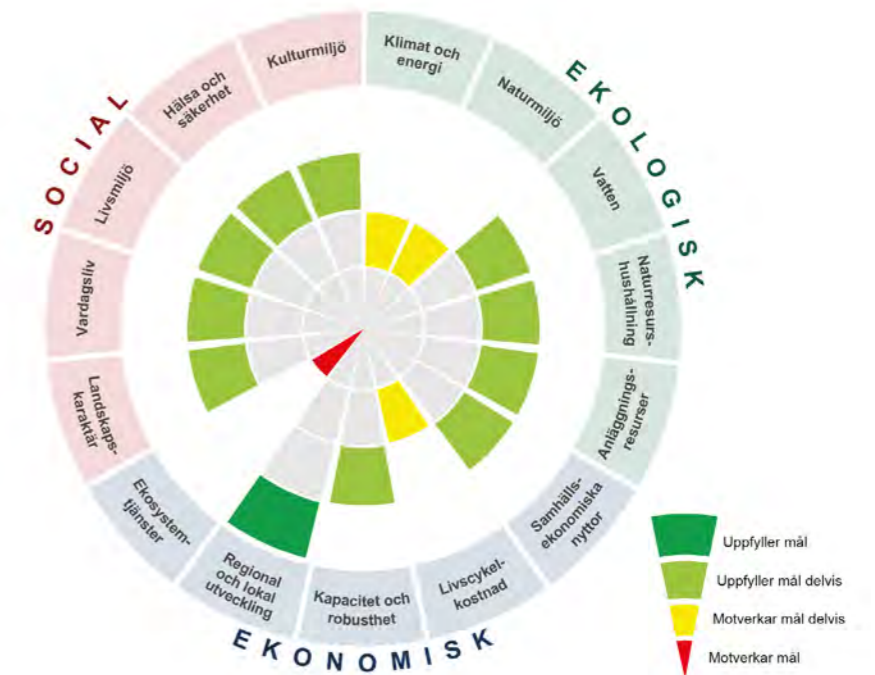 SOCIAL
EKOLOGISK
EKONOMISK
Klimat och
energi
Naturmiljö
Vatten
Naturresurs-
hushållning
Anläggnings-
resurser
Samhälls-
ekonomiska
nyttor
Livscykel-
kostnad
Kapacitet och
robusthet
Regional
och lokal
utveckling
Ekosystem-
tjänster
Landskaps-
karaktär
Vardagsliv
Livsmiljö
Hälsa och
säkerhet
Kulturmiljö
Uppfyller mål
Uppfyller mål delvis
Motverkar mål delvis
Motverkar mål